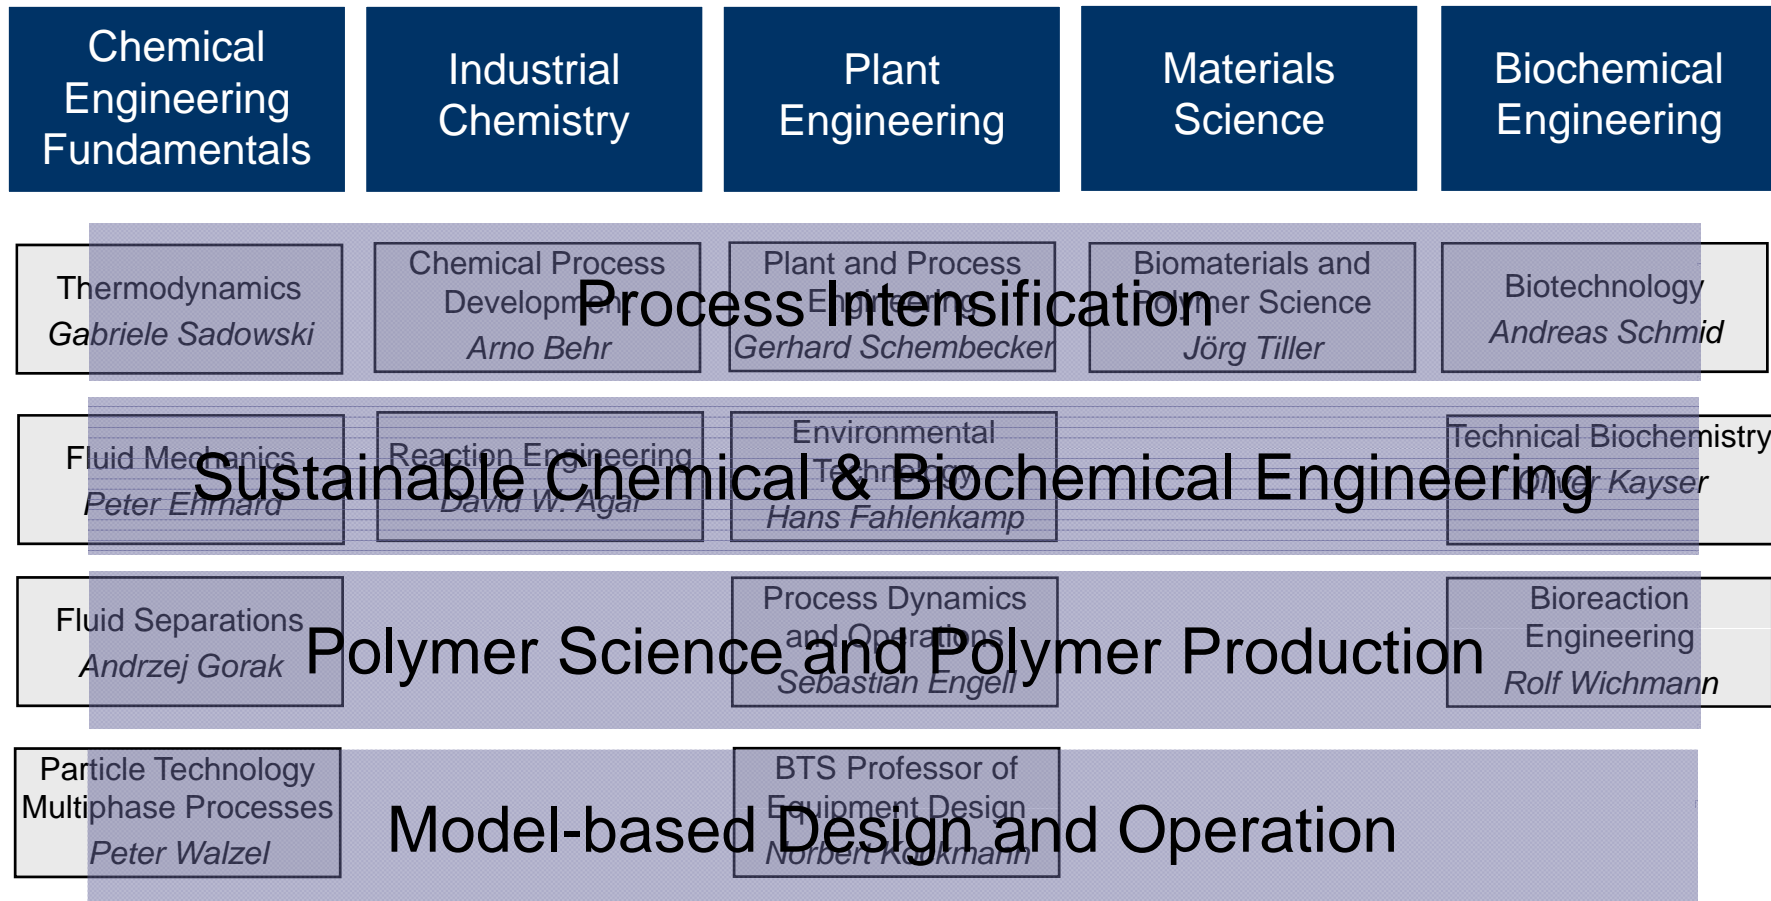 Chemical
Engineering
Fundamentals
Industrial
Chemistry
Plant
Engineering
Materials
Science
Biochemical
Engineering
Thermodynamics
Gabriele Sadowski
Chemical Process
Development
Arno Behr
Plant and Process
Engineering
Gerhard Schembecker
Biomaterials and
Polymer Science
Jörg Tiller
Biotechnology
Andreas Schmid
Process Intensification
Fluid Mechanics
Peter Ehrhard
Reaction Engineering
David W. Agar
Environmental
Technology
Hans Fahlenkamp
Technical Biochemistry
Oliver Kayser
Sustainable Chemical & Biochemical Engineering
Fluid Separations
Andrzej Gorak
Process Dynamics
and Operations
Sebastian Engell
Bioreaction
Engineering
Rolf Wichmann
Polymer Science and Polymer Production
Particle Technology
Multiphase Processes
Peter Walzel
BTS Professor of
Equipment Design
Norbert Kockmann
Model-based Design and Operation